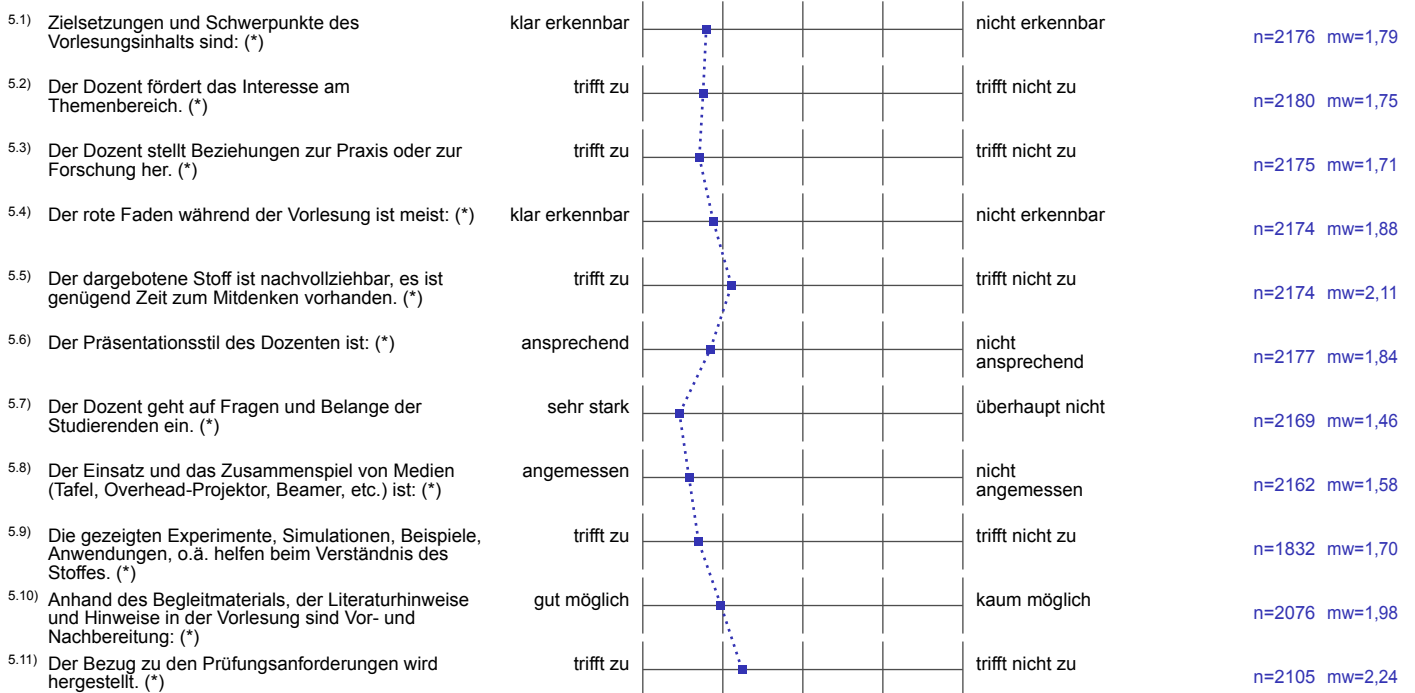 5.1) Zielsetzungen und Schwerpunkte des klar erkennbar nicht erkennbar
Vorlesungsinhalts sind: (*) n=2176 mw=1,79
5.2) Der Dozent fördert das Interesse am trifft zu trifft nicht zu
Themenbereich. (*) n=2180 mw=1,75
5.3) Der Dozent stellt Beziehungen zur Praxis oder zur trifft zu trifft nicht zu
Forschung her. (*) n=2175 mw=1,71
5.4) Der rote Faden während der Vorlesung ist meist: (*) klar erkennbar nicht erkennbar
n=2174 mw=1,88
5.5) Der dargebotene Stoff ist nachvollziehbar, es ist trifft zu trifft nicht zu
genügend Zeit zum Mitdenken vorhanden. (*) n=2174 mw=2,11
5.6) Der Präsentationsstil des Dozenten ist: (*) ansprechend nicht
ansprechend n=2177 mw=1,84
5.7) Der Dozent geht auf Fragen und Belange der sehr stark überhaupt nicht
Studierenden ein. (*) n=2169 mw=1,46
5.8) Der Einsatz und das Zusammenspiel von Medien angemessen nicht
(Tafel, Overhead-Projektor, Beamer, etc.) ist: (*) angemessen n=2162 mw=1,58
5.9) Die gezeigten Experimente, Simulationen, Beispiele, trifft zu trifft nicht zu
Anwendungen, o.ä. helfen beim Verständnis des n=1832 mw=1,70
Stoffes. (*)
5.10) Anhand des Begleitmaterials, der Literaturhinweise gut möglich kaum möglich
und Hinweise in der Vorlesung sind Vor- und n=2076 mw=1,98
Nachbereitung: (*)
5.11) Der Bezug zu den Prüfungsanforderungen wird trifft zu trifft nicht zu
hergestellt. (*) n=2105 mw=2,24